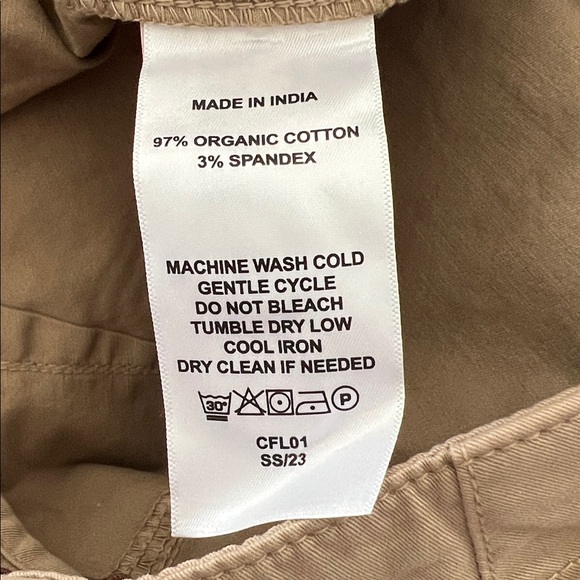 MADE IN INDIA
97% ORGANIC COTTON
3% SPANDEX
MACHINE WASH COLD
GENTLE CYCLE
DO NOT BLEACH
TUMBLE DRY LOW
COOL IRON
DRY CLEAN IF NEEDED
30° P
CFL01
SS/23